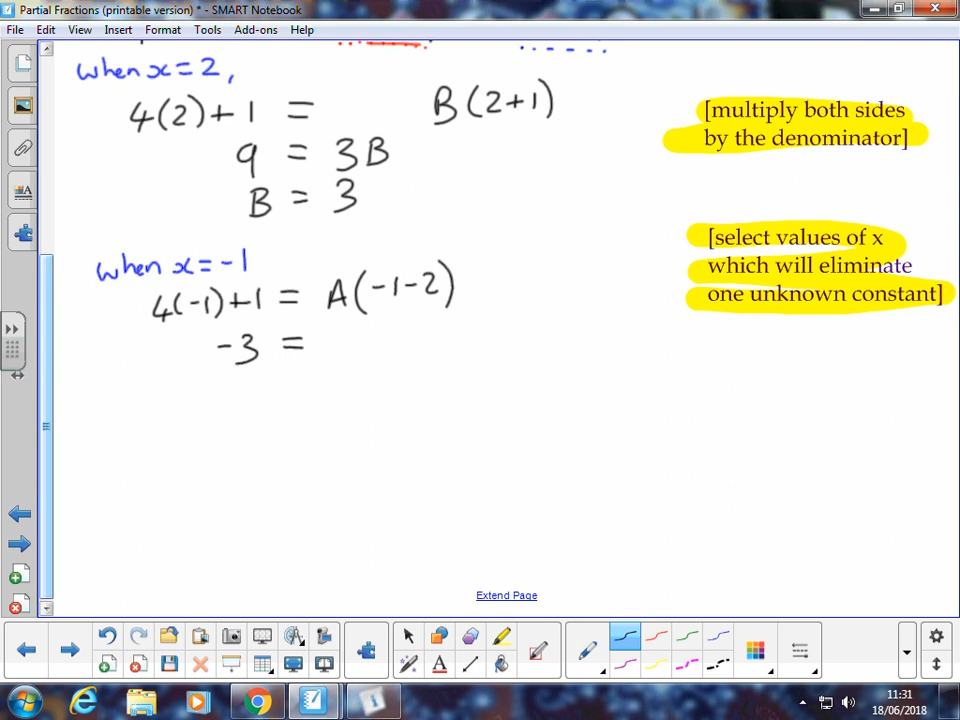 Partial Fractions (printable version) * - SMART Notebook
File Edit View Insert Format Tools Add-ons Help
when x = 2,
4(2)+1 = B(2+1)
9 = 3B
B = 3
[multiply both sides
by the denominator]
when x = -1
4(-1)+1 = A(-1-2)
-3 =
[select values of x
which will eliminate
one unknown constant]
Extend Page
11:31
18/06/2018